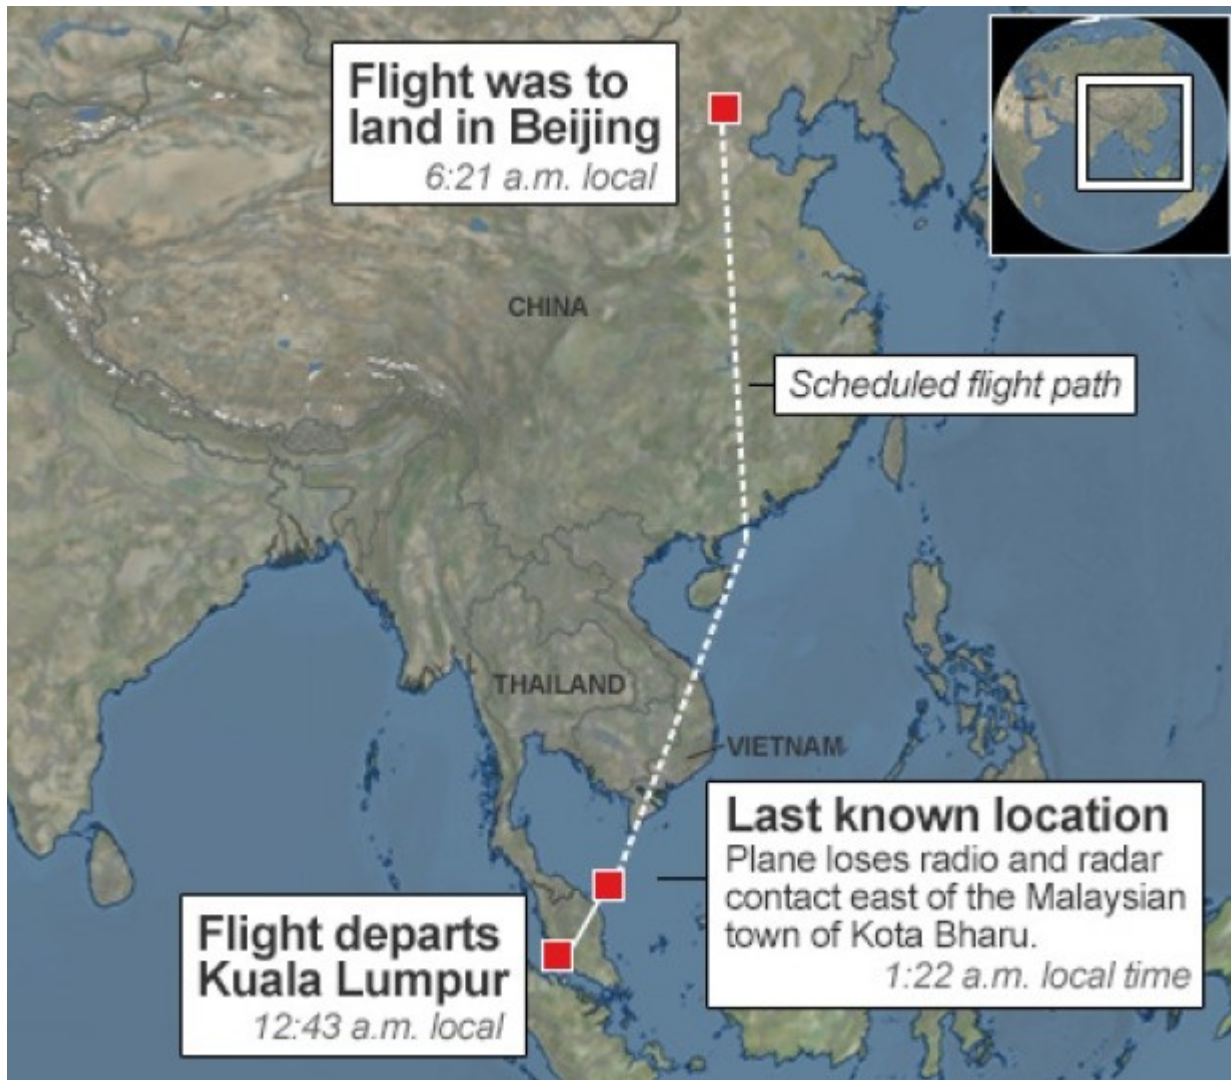 Flight was to
land in Beijing
6:21 a.m. local
CHINA
Scheduled flight path
THAILAND
VIETNAM
Last known location
Plane loses radio and radar
contact east of the Malaysian
town of Kota Bharu.
1:22 a.m. local time
Flight departs
Kuala Lumpur
12:43 a.m. local